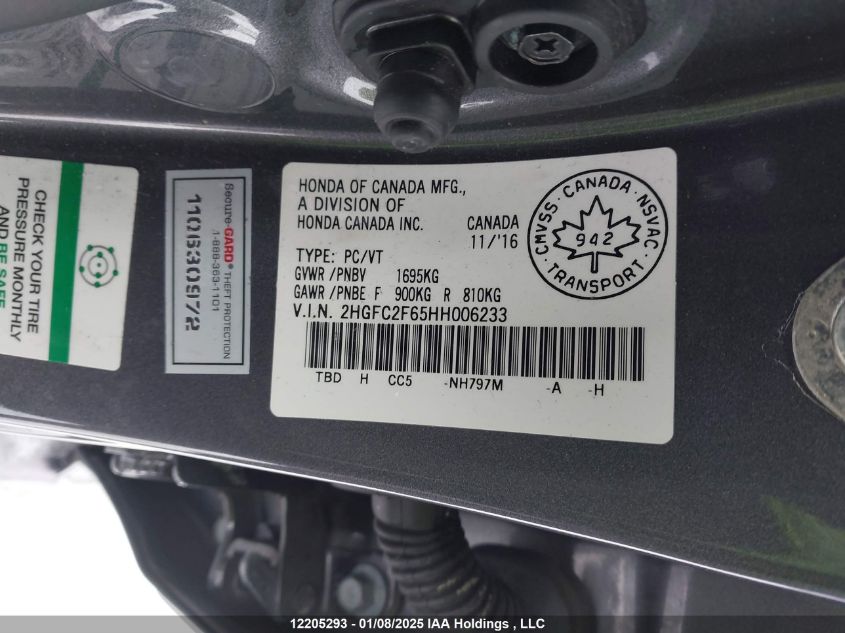 CHECK YOUR TIRE
PRESSURE MONTHLY
AND BE SAFE
Secure-GARD® THEFT PROTECTION
1-888-363-1101
110630972
HONDA OF CANADA MFG.,
A DIVISION OF
HONDA CANADA INC. CANADA
11/'16
TYPE: PC/VT
GVWR /PNBV 1695KG
GAWR /PNBE F 900KG R 810KG
V.I.N. 2HGFC2F65HH006233
TBD H CC5 -NH797M -A -H
CMVSS · CANADA · NSVAC · TRANSPORT ·
942
12205293 - 01/08/2025 IAA Holdings , LLC